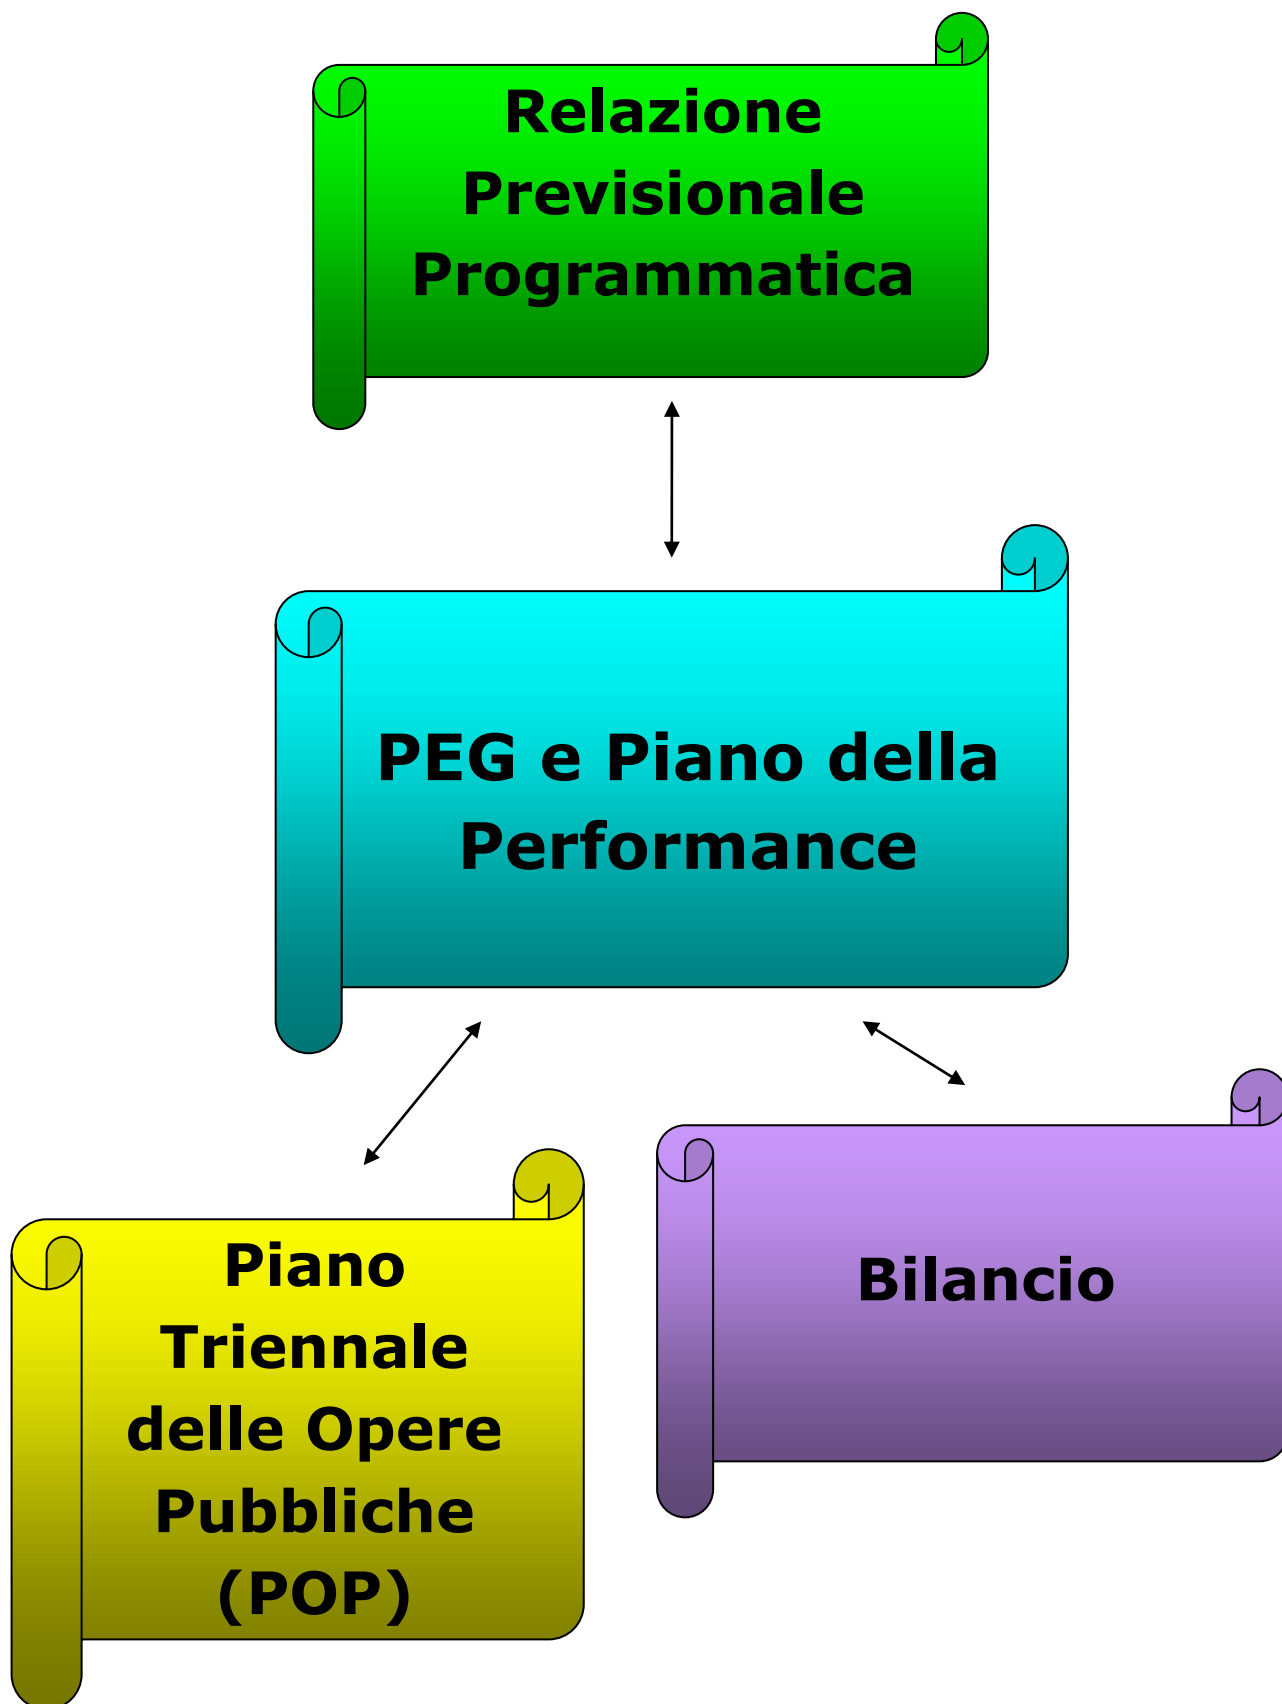 Relazione
Previsionale
Programmatica
PEG e Piano della
Performance
Piano
Triennale
delle Opere
Pubbliche
(POP)
Bilancio